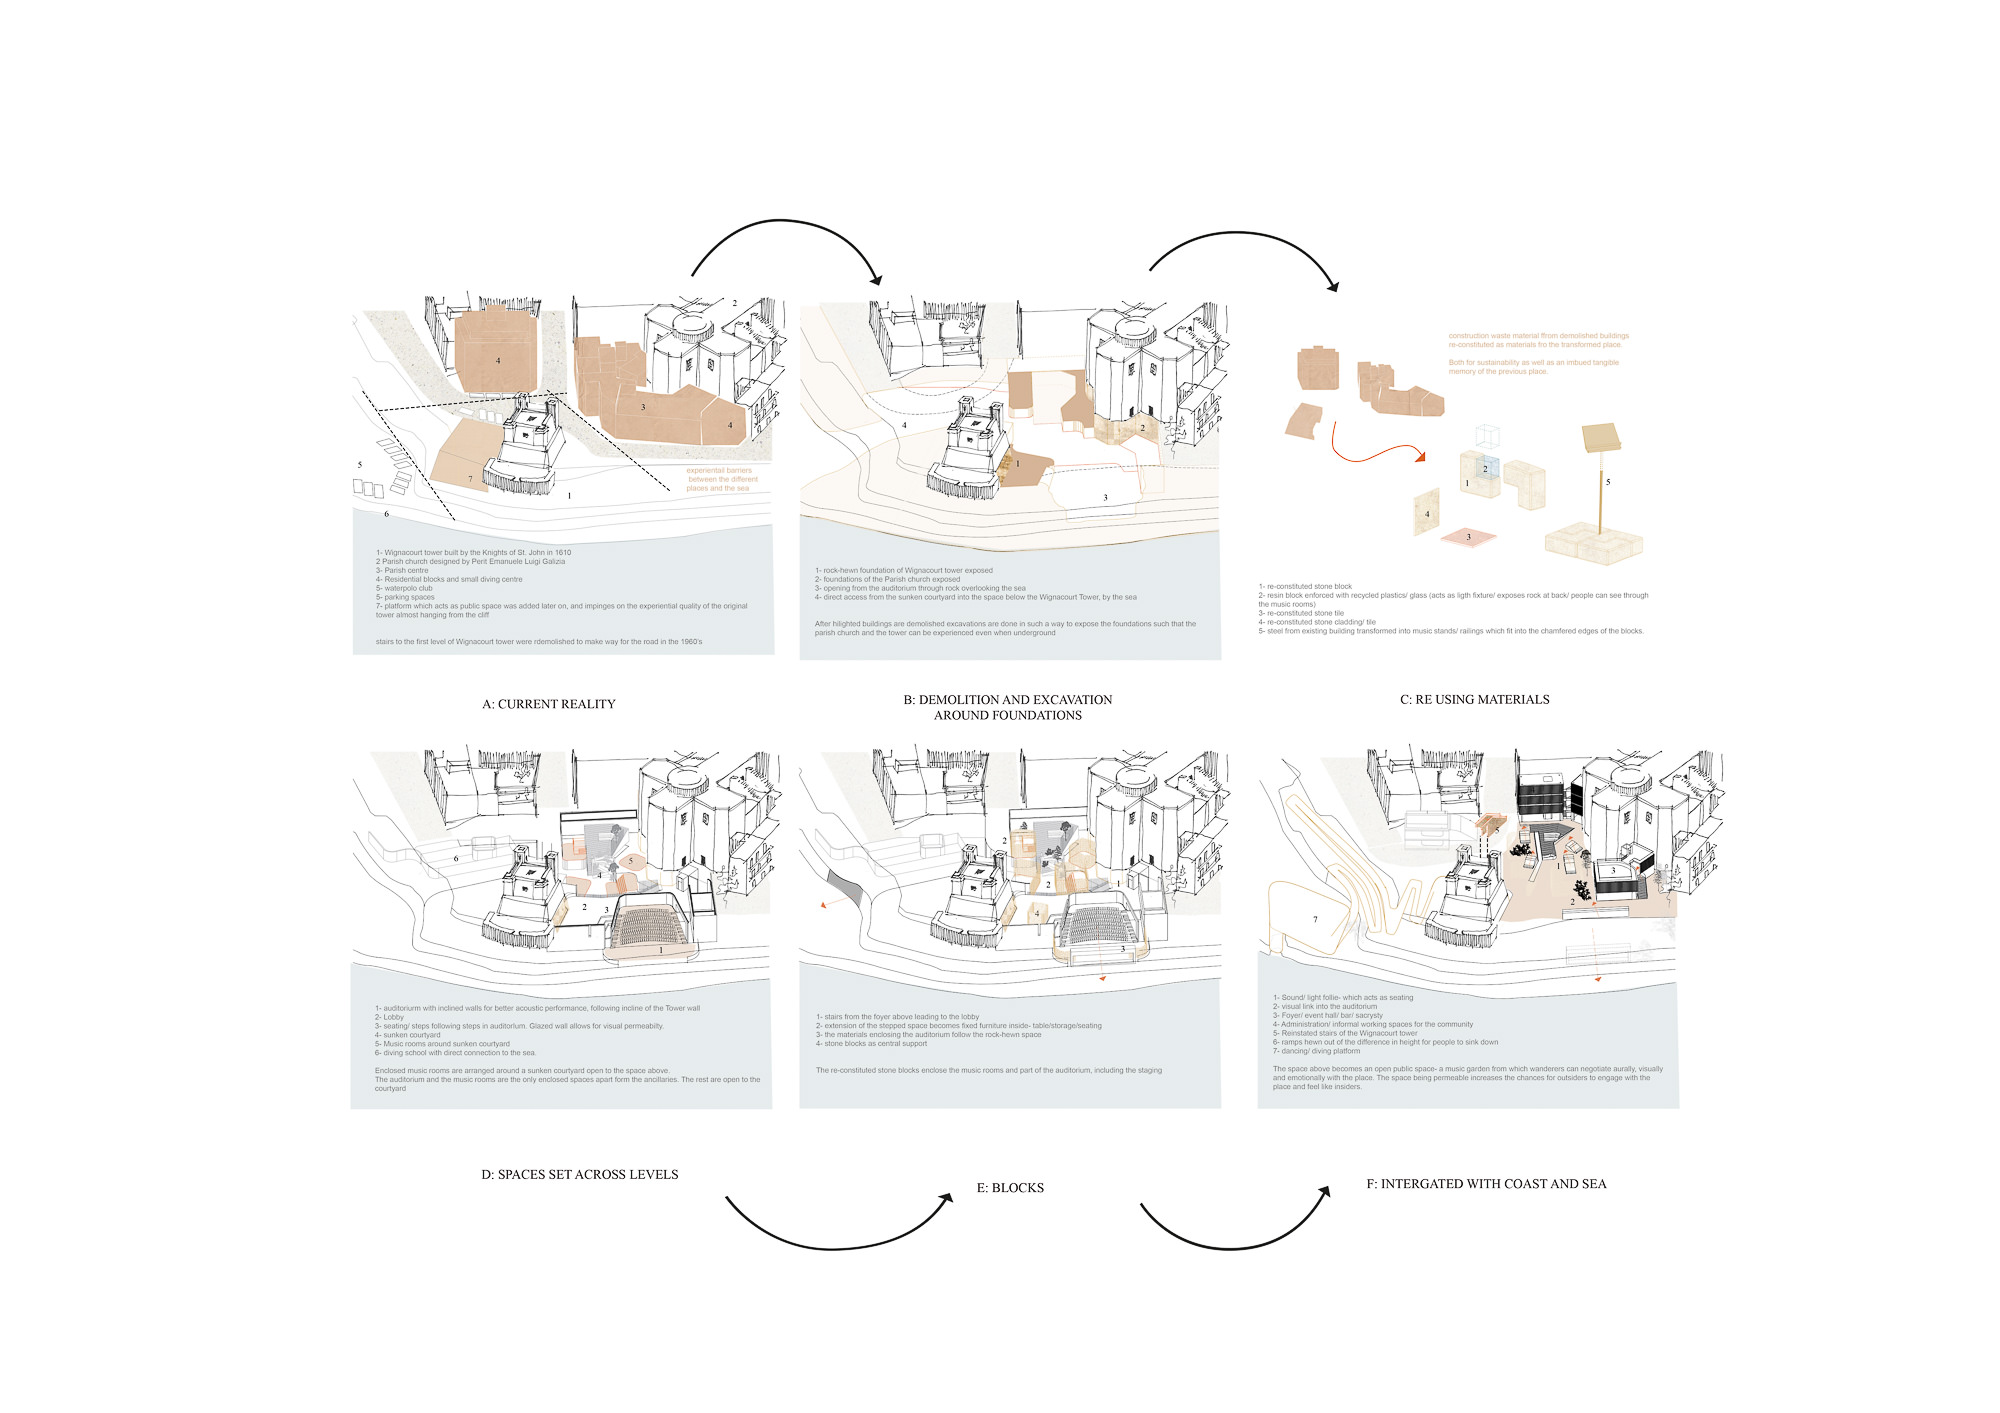 2
4
3
4
7
5
6
1
experientail barriers
between the different
places and the sea
1- Wignacourt tower built by the Knights of St. John in 1610
2 Parish church designed by Perit Emanuele Luigi Galizia
3- Parish centre
4- Residential blocks and small diving centre
5- waterpolo club
5- parking spaces
7- platform which acts as public space was added later on, and impinges on the experiential quality of the original
tower almost hanging from the cliff
stairs to the first level of Wignacourt tower were rdemolished to make way for the road in the 1960's
A: CURRENT REALITY
4
2
1
3
1- rock-hewn foundation of Wignacourt tower exposed
2- foundations of the Parish church exposed
3- opening from the auditorium through rock overlooking the sea
4- direct access from the sunken courtyard into the space below the Wignacourt Tower, by the sea
After hilighted buildings are demolished excavations are done in such a way to expose the foundations such that the
parish church and the tower can be experienced even when underground
B: DEMOLITION AND EXCAVATION
AROUND FOUNDATIONS
construction waste material ffrom demolished buildings
re-constituted as materials fro the transformed place.
Both for sustainability as well as an imbued tangible
memory of the previous place.
2
1
5
4
3
1- re-constituted stone block
2- resin block enforced with recycled plastics/ glass (acts as ligth fixture/ exposes rock at back/ people can see through
the music rooms)
3- re-constituted stone tile
4- re-constituted stone cladding/ tile
5- steel from existing building transformed into music stands/ railings which fit into the chamfered edges of the blocks.
C: RE USING MATERIALS
6
5
4
2
3
1
1- auditorium with inclined walls for better acoustic performance, following incline of the Tower wall
2- Lobby
3- seating/ steps following steps in auditorium. Glazed wall allows for visual permeabilty.
4- sunken courtyard
5- Music rooms around sunken courtyard
6- diving school with direct connection to the sea.
Enclosed music rooms are arranged around a sunken courtyard open to the space above.
The auditorium and the music rooms are the only enclosed spaces apart form the ancillaries. The rest are open to the
courtyard
D: SPACES SET ACROSS LEVELS
2
2
1
4
3
1- stairs from the foyer above leading to the lobby
2- extension of the stepped space becomes fixed furniture inside- table/storage/seating
3- the materials enclosing the auditorium follow the rock-hewn space
4- stone blocks as central support
The re-constituted stone blocks enclose the music rooms and part of the auditorium, including the staging
E: BLOCKS
5
1
3
2
7
1- Sound/ light follie- which acts as seating
2- visual link into the auditorium
3- Foyer/ event hall/ bar/ sacrysty
4- Administration/ informal working spaces for the community
5- Reinstated stairs of the Wignacourt tower
6- ramps hewn out of the difference in height for people to sink down
7- dancing/ diving platform
The space above becomes an open public space- a music garden from which wanderers can negotiate aurally, visually
and emotionally with the place. The space being permeable increases the chances for outsiders to engage with the
place and feel like insiders.
F: INTERGATED WITH COAST AND SEA